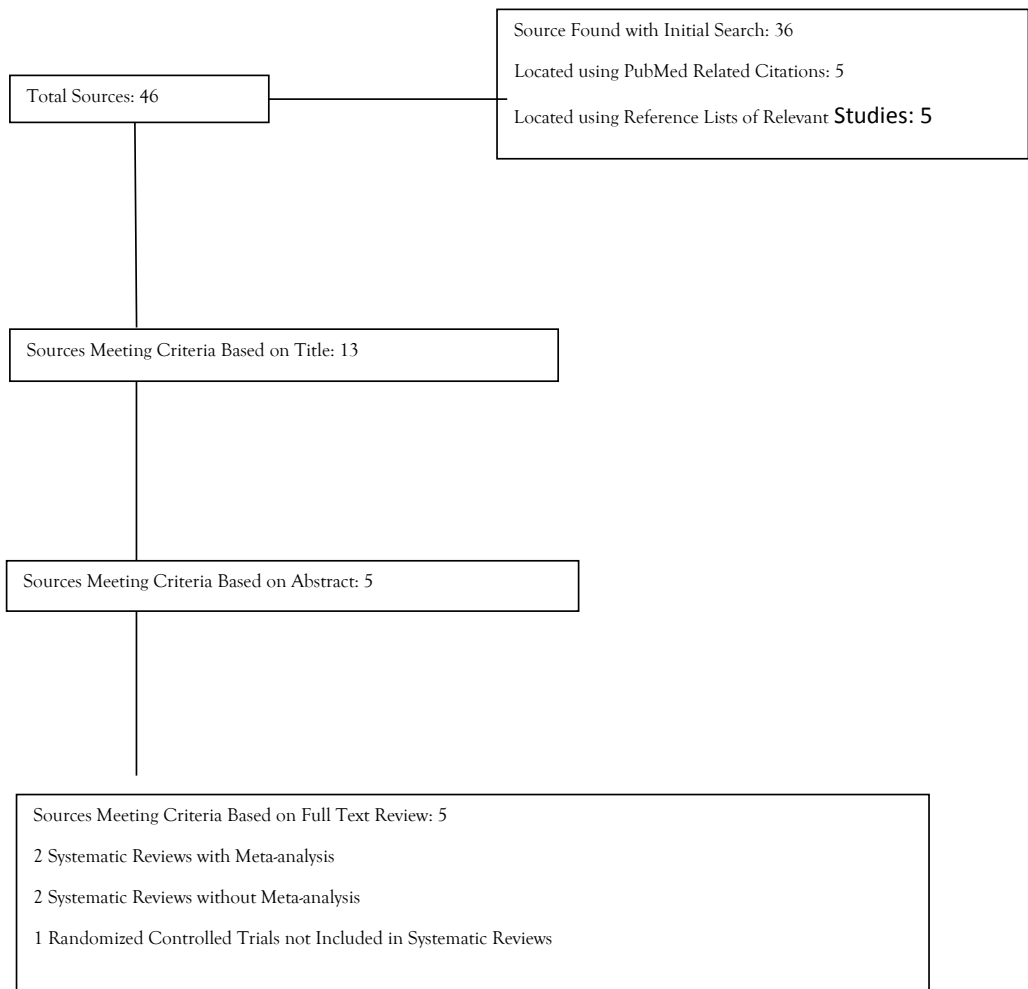 Source Found with Initial Search: 36
Located using PubMed Related Citations: 5
Located using Reference Lists of Relevant Studies: 5
Total Sources: 46
Sources Meeting Criteria Based on Title: 13
Sources Meeting Criteria Based on Abstract: 5
Sources Meeting Criteria Based on Full Text Review: 5
2 Systematic Reviews with Meta-analysis
2 Systematic Reviews without Meta-analysis
1 Randomized Controlled Trials not Included in Systematic Reviews